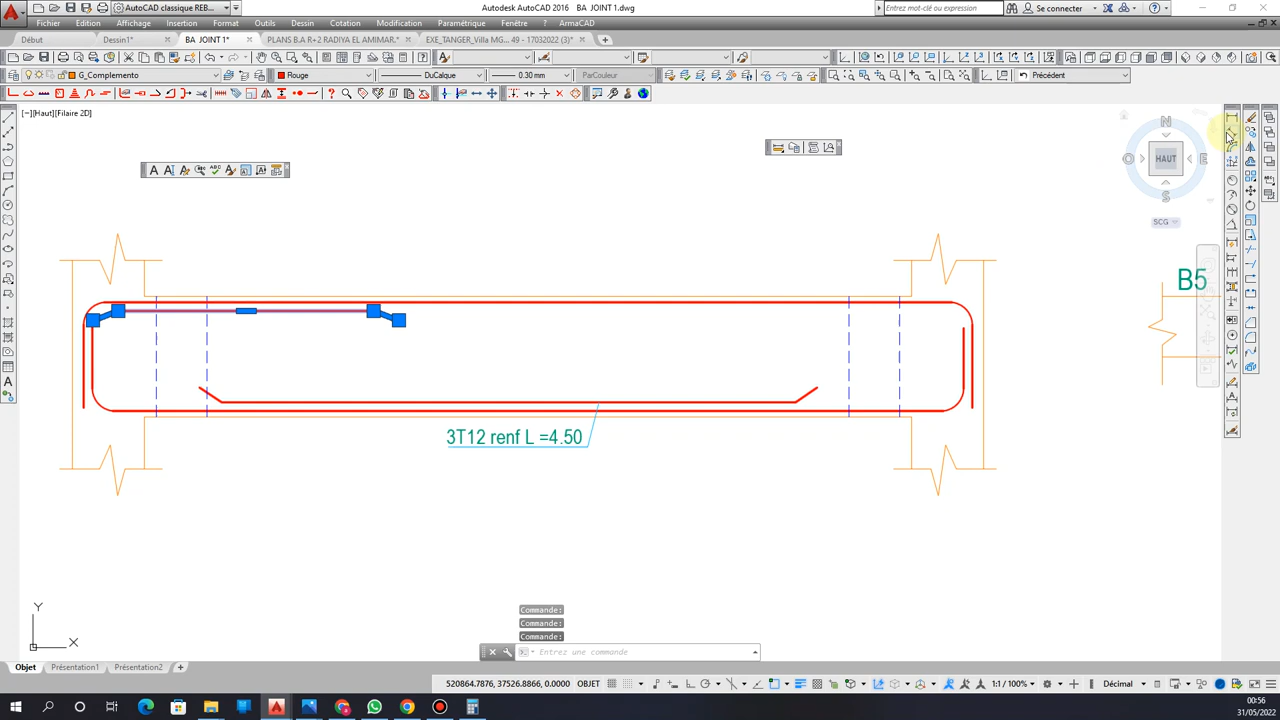 AutoCAD classique REB...
Autodesk AutoCAD 2016   BA  JOINT 1*.dwg
Entrez mot-clé ou expression
Se connecter
Fichier Edition Affichage Insertion Format Outils Dessin Cotation Modification Paramétrique Fenêtre ? ArmaCAD
Début Dessin1* BA  JOINT 1* PLANS B.A R+2 RADIYA EL AMIMAR.* EXE_TANGER_Villa MG... 49 - 17032022 (3)*
G_Complemento Rouge DuCalque 0.30 mm ParCouleur Précédent
[−][Haut][Filaire 2D]
N
O HAUT E
S
SCG
B5
3T12 renf L =4.50
Commande:
Commande:
Commande:
Entrez une commande
Y
X
Objet Présentation1 Présentation2 +
520864.7876, 37526.8866, 0.0000 OBJET 1:1 / 100% Décimal
00:56
31/05/2022